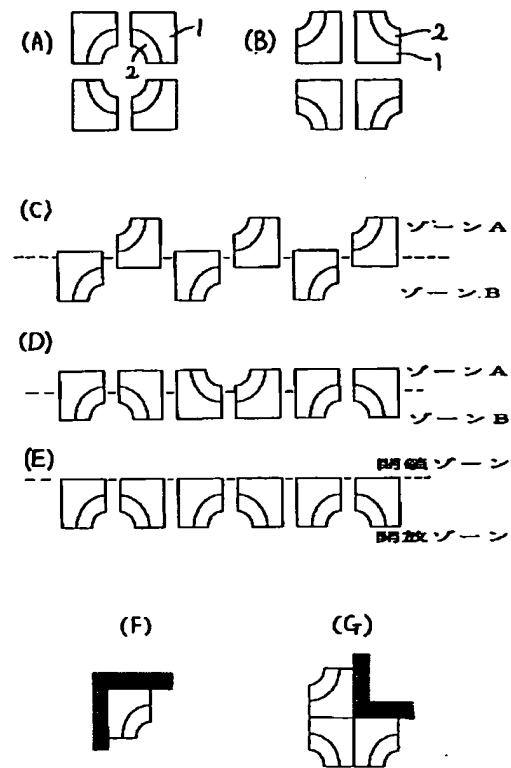 (A) 1 (B) 2
2 1
(C) ゾーンA
ゾーンB
(D) ゾーンA
ゾーンB
(E) 閉鎖ゾーン
開放ゾーン
(F) (G)